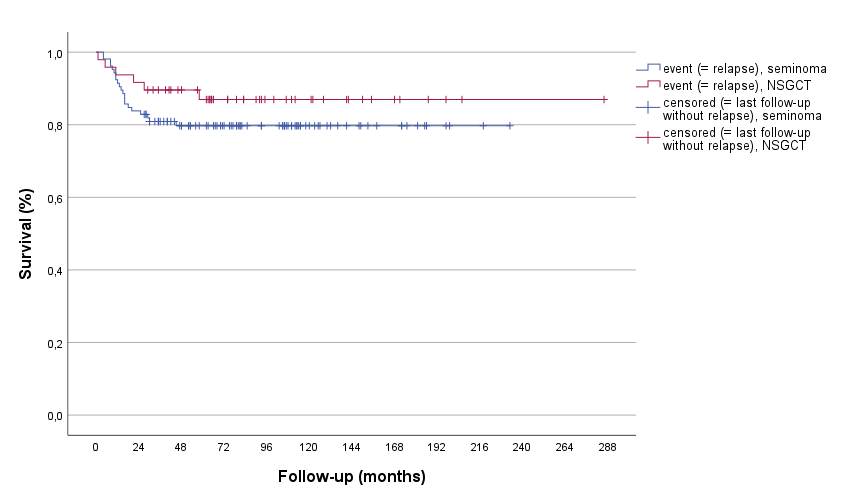 1,0
0,8
0,6
0,4
0,2
0,0
Survival (%)
0 24 48 72 96 120 144 168 192 216 240 264 288
Follow-up (months)
event (= relapse), seminoma
event (= relapse), NSGCT
censored (= last follow-up
without relapse), seminoma
censored (= last follow-up
without relapse), NSGCT